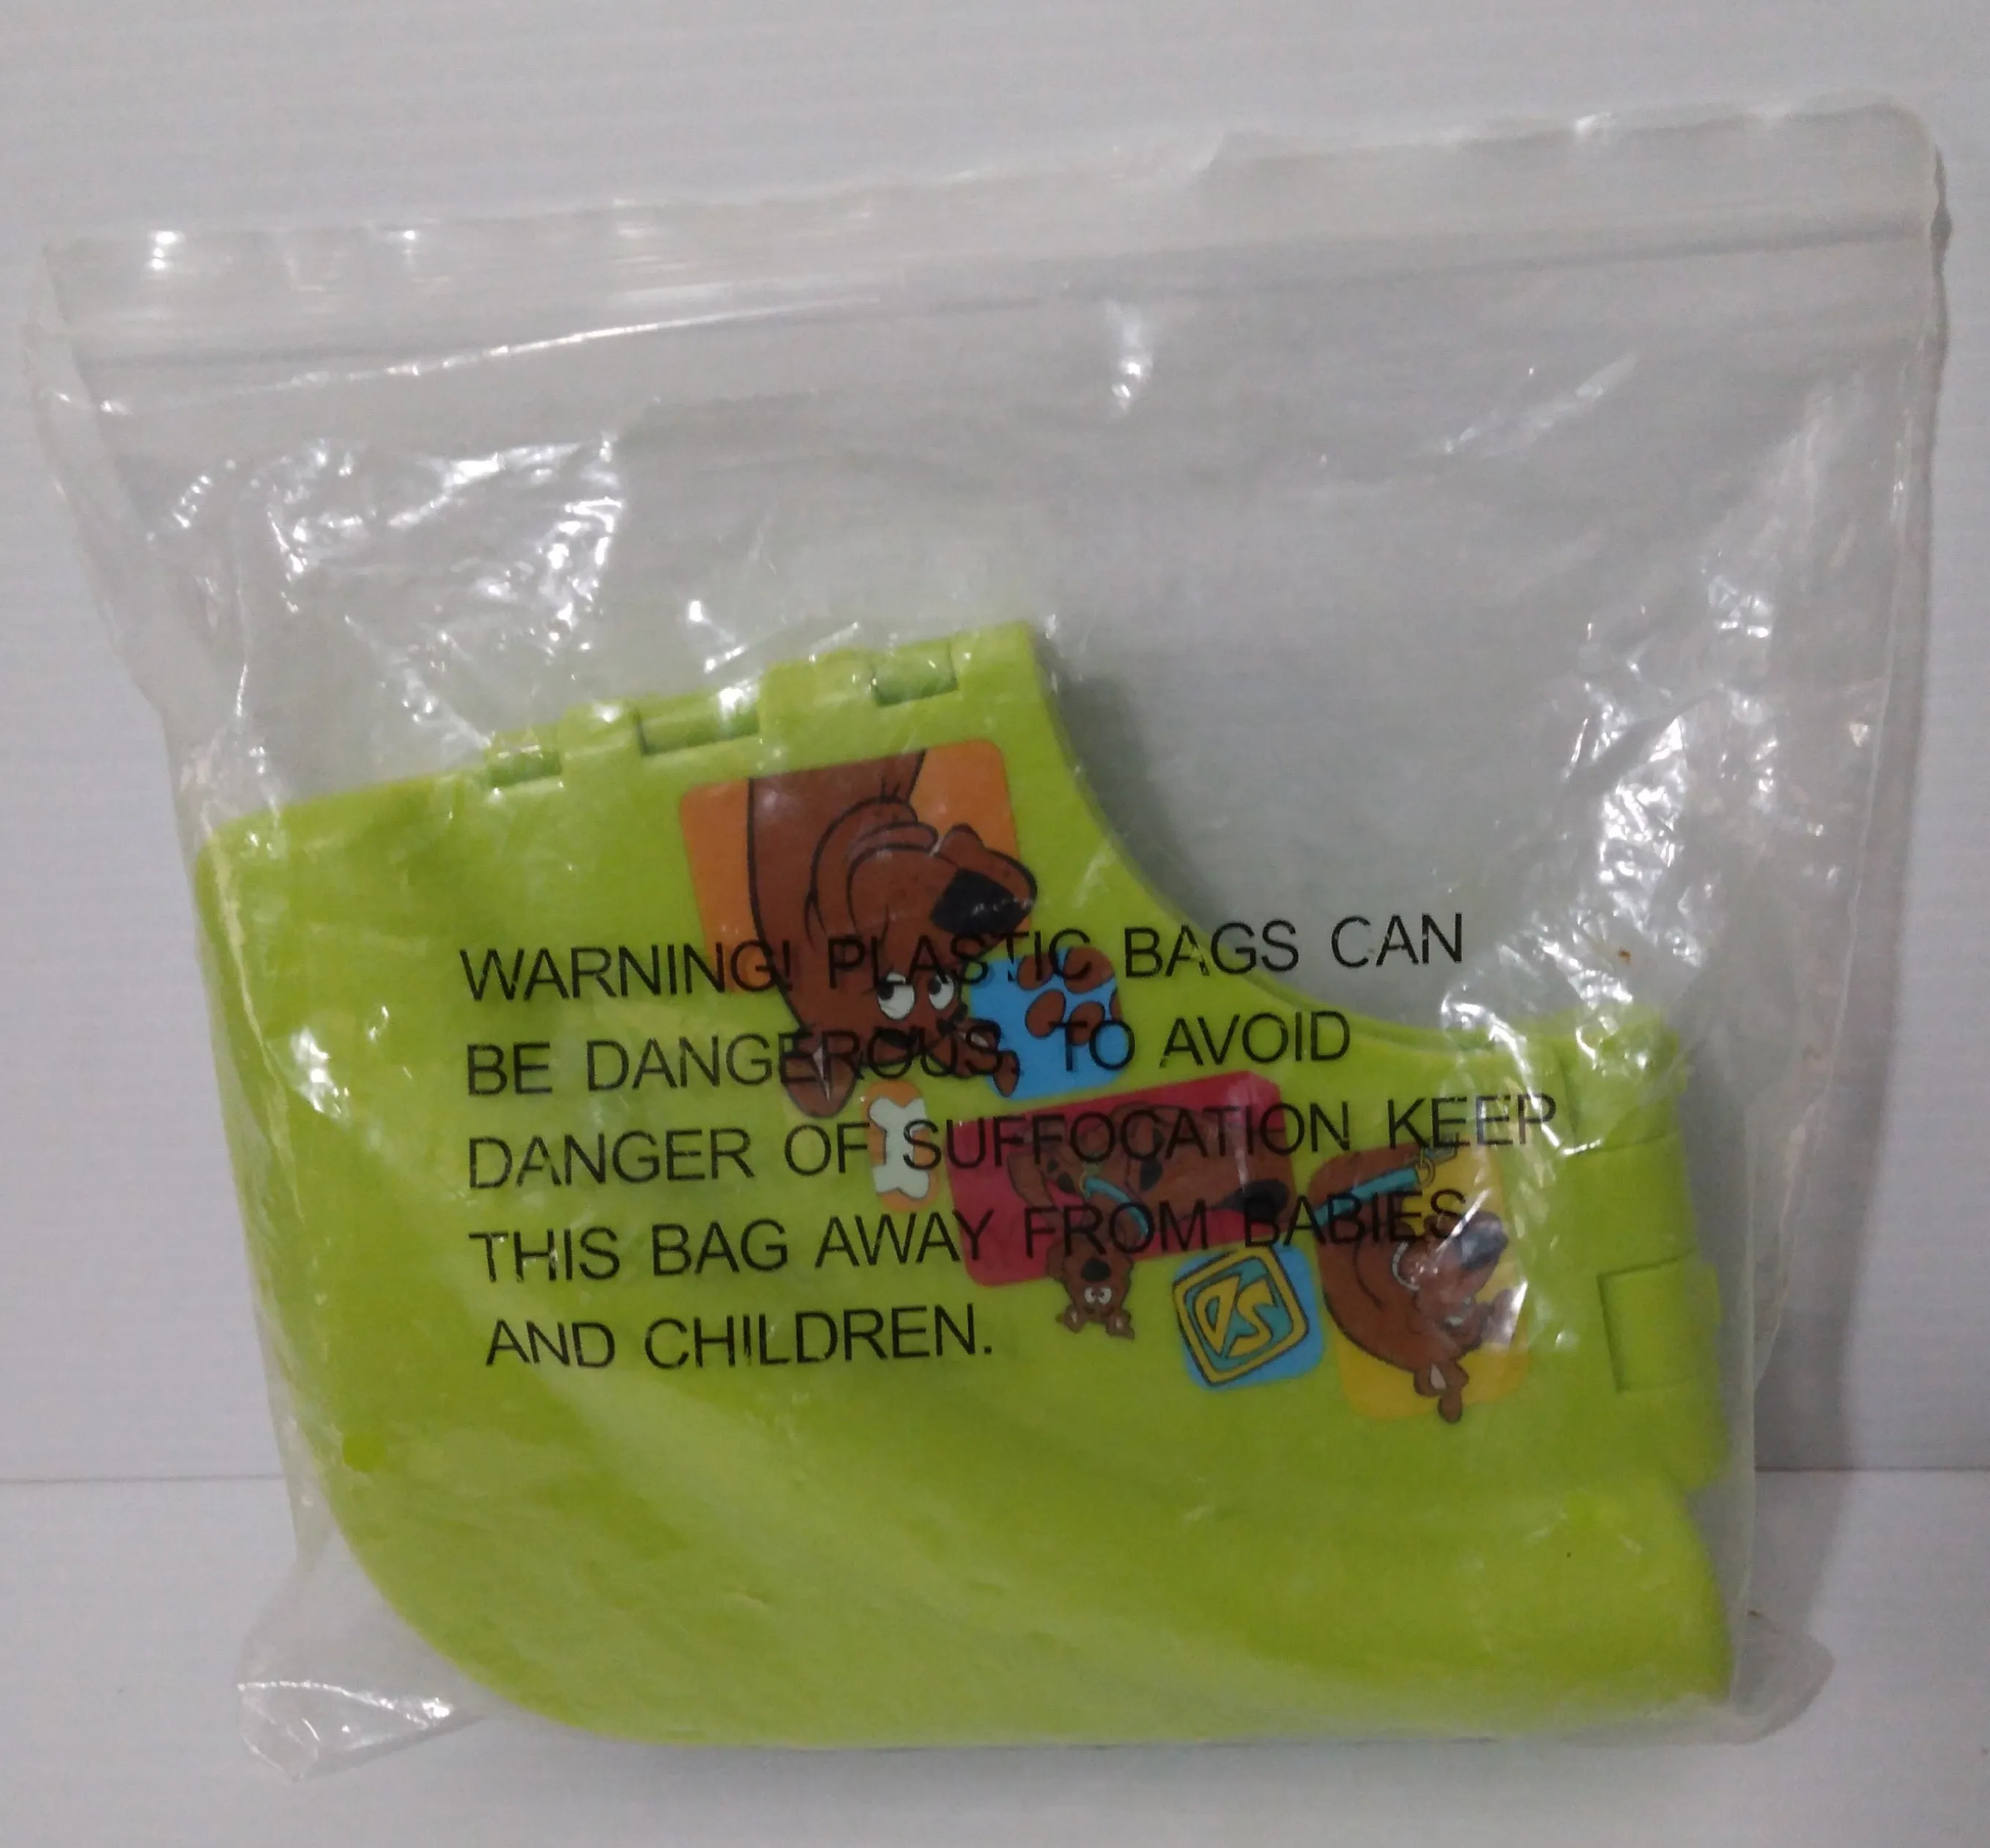 WARNING! PLASTIC BAGS CAN
BE DANGEROUS. TO AVOID
DANGER OF SUFFOCATION KEEP
THIS BAG AWAY FROM BABIES
AND CHILDREN.
SD